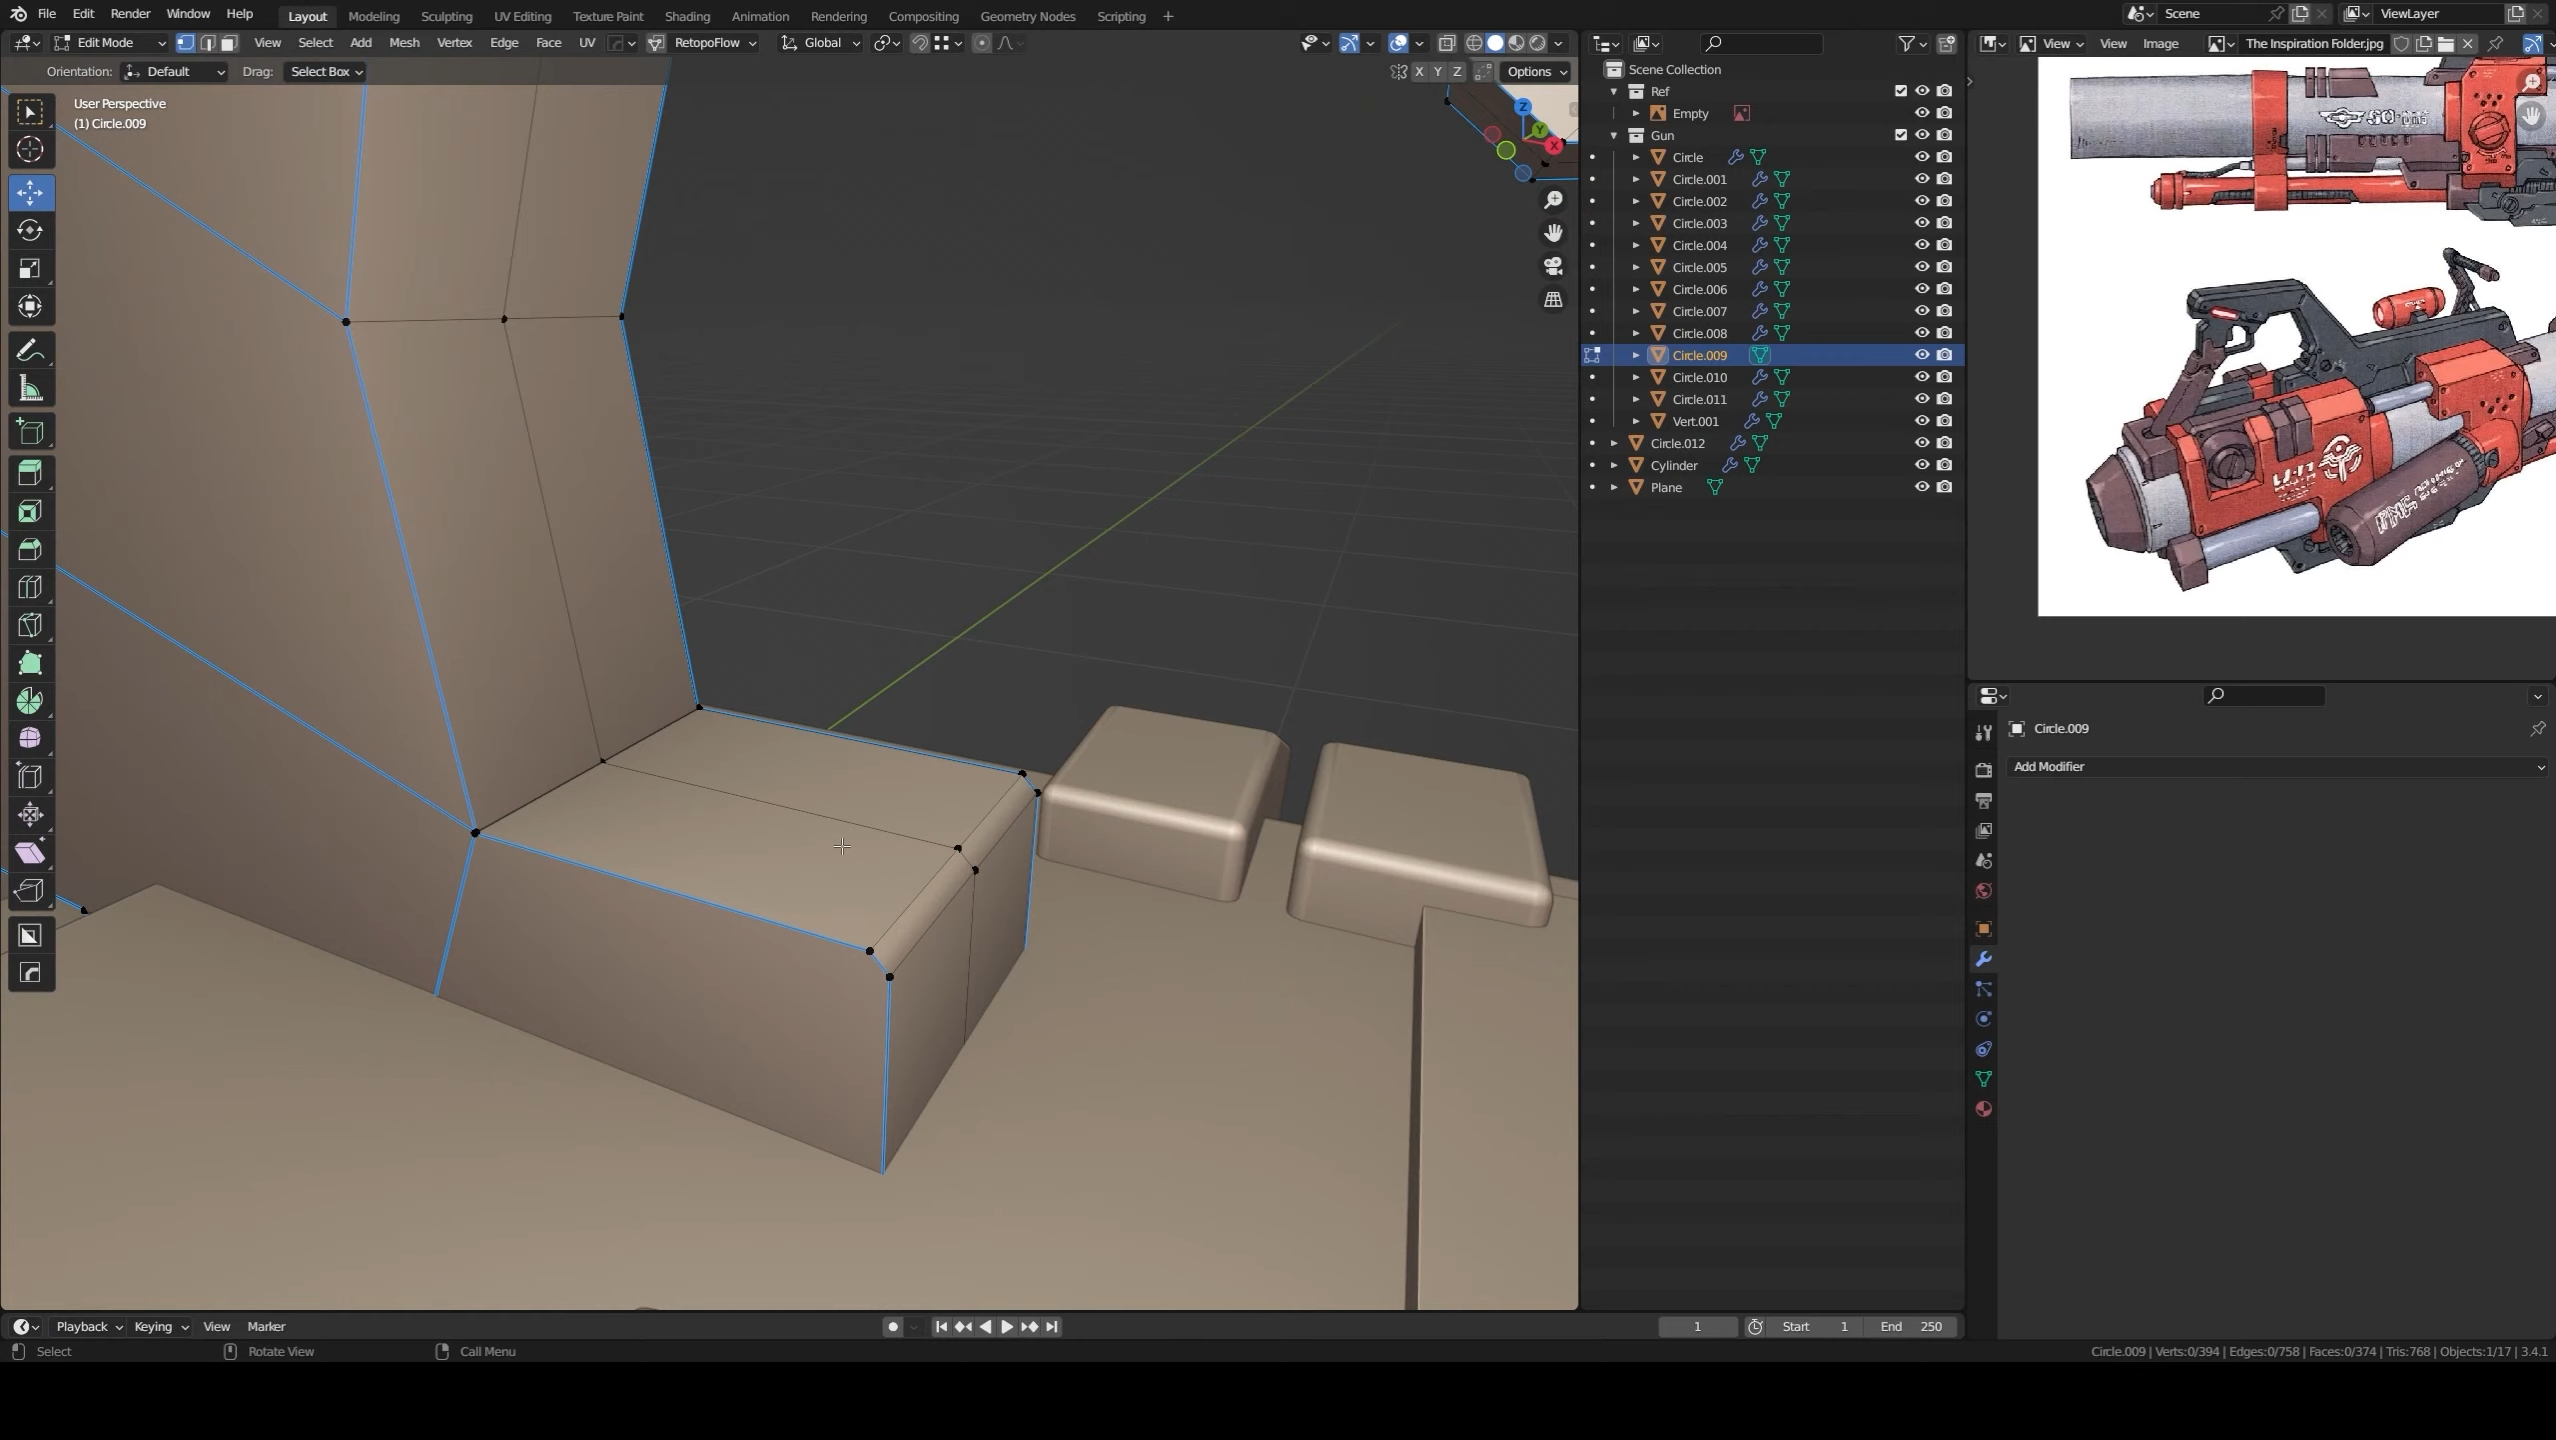 File Edit Render Window Help Layout Modeling Sculpting UV Editing Texture Paint Shading Animation Rendering Compositing Geometry Nodes Scripting + Scene ViewLayer
Edit Mode View Select Add Mesh Vertex Edge Face UV RetopoFlow Global View View Image The Inspiration Folder.jpg
Orientation: Default Drag: Select Box X Y Z Options
User Perspective
(1) Circle.009
Z
Y
X
Scene Collection
Ref
Empty
Gun
Circle
Circle.001
Circle.002
Circle.003
Circle.004
Circle.005
Circle.006
Circle.007
Circle.008
Circle.009
Circle.010
Circle.011
Vert.001
Circle.012
Cylinder
Plane
Circle.009
Add Modifier
Playback Keying View Marker 1 Start 1 End 250
Select Rotate View Call Menu Circle.009 | Verts:0/394 | Edges:0/758 | Faces:0/374 | Tris:768 | Objects:1/17 | 3.4.1